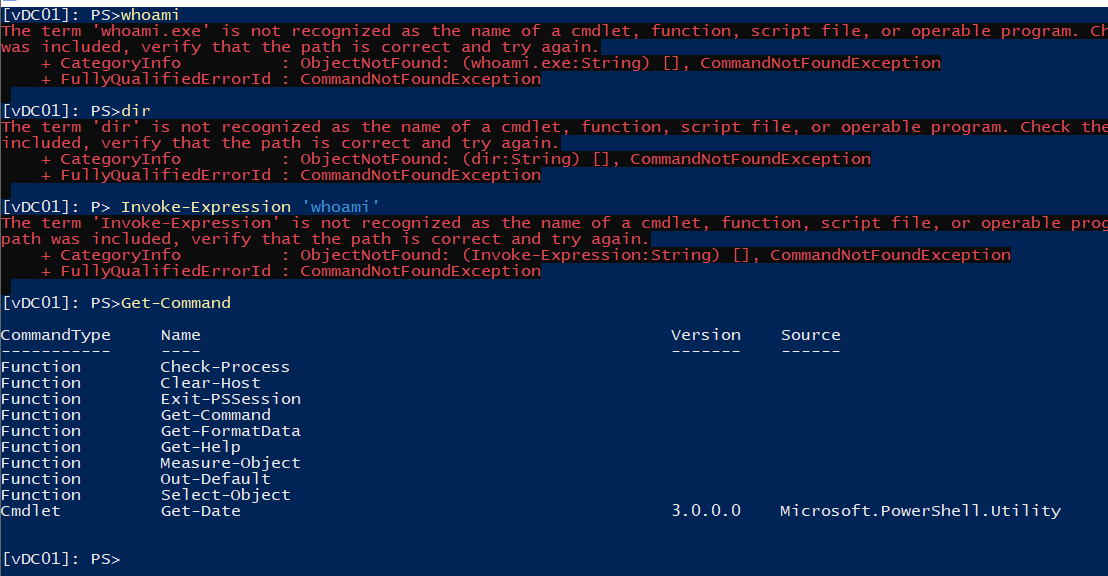 [vDC01]: PS>whoami
The term 'whoami.exe' is not recognized as the name of a cmdlet, function, script file, or operable program.
was included, verify that the path is correct and try again.
+ CategoryInfo : ObjectNotFound: (whoami.exe:String) [], CommandNotFoundException
+ FullyQualifiedErrorId : CommandNotFoundException
[vDC01]: PS>dir
The term 'dir' is not recognized as the name of a cmdlet, function, script file, or operable program. Check the
included, verify that the path is correct and try again.
+ CategoryInfo : ObjectNotFound: (dir:String) [], CommandNotFoundException
+ FullyQualifiedErrorId : CommandNotFoundException
[vDC01]: P> Invoke-Expression 'whoami'
The term 'Invoke-Expression' is not recognized as the name of a cmdlet, function, script file, or operable
path was included, verify that the path is correct and try again.
+ CategoryInfo : ObjectNotFound: (Invoke-Expression:String) [], CommandNotFoundException
+ FullyQualifiedErrorId : CommandNotFoundException
[vDC01]: PS>Get-Command
CommandType Name Version Source
----------- ---- ------- ------
Function Check-Process
Function Clear-Host
Function Exit-PSSession
Function Get-Command
Function Get-FormatData
Function Get-Help
Function Measure-Object
Function Out-Default
Function Select-Object
Cmdlet Get-Date 3.0.0.0 Microsoft.PowerShell.Utility
[vDC01]: PS>